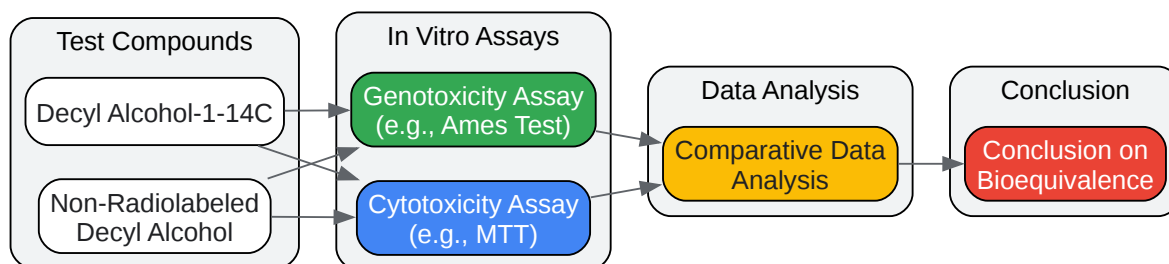 Test Compounds
Decyl Alcohol-1-14C
Non-Radiolabeled
Decyl Alcohol
In Vitro Assays
Genotoxicity Assay
(e.g., Ames Test)
Cytotoxicity Assay
(e.g., MTT)
Data Analysis
Comparative Data
Analysis
Conclusion
Conclusion on
Bioequivalence